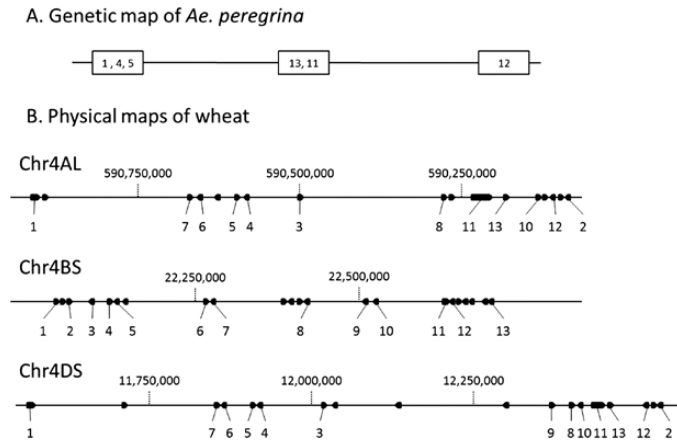 A. Genetic map of Ae. peregrina
1, 4, 5 13, 11 12
B. Physical maps of wheat
Chr4AL
590,750,000 590,500,000 590,250,000
1 7 6 5 4 3 8 11 13 10 12 2
Chr4BS
22,250,000 22,500,000
1 2 3 4 5 6 7 8 9 10 11 12 13
Chr4DS
11,750,000 12,000,000 12,250,000
1 7 6 5 4 3 9 8 10 11 13 12 2